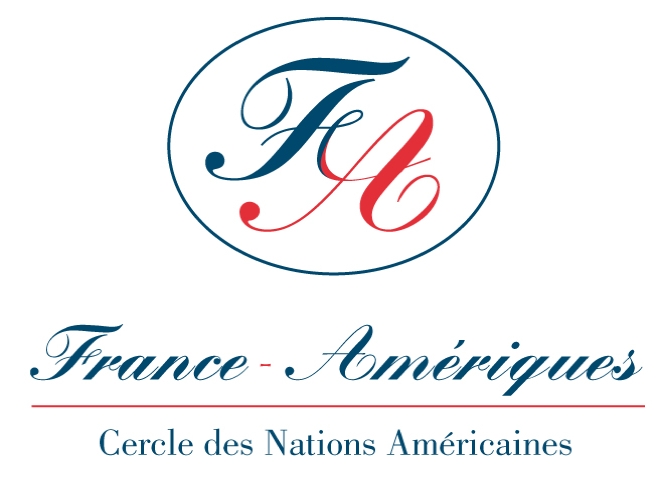 FA
France - Amériques
Cercle des Nations Américaines